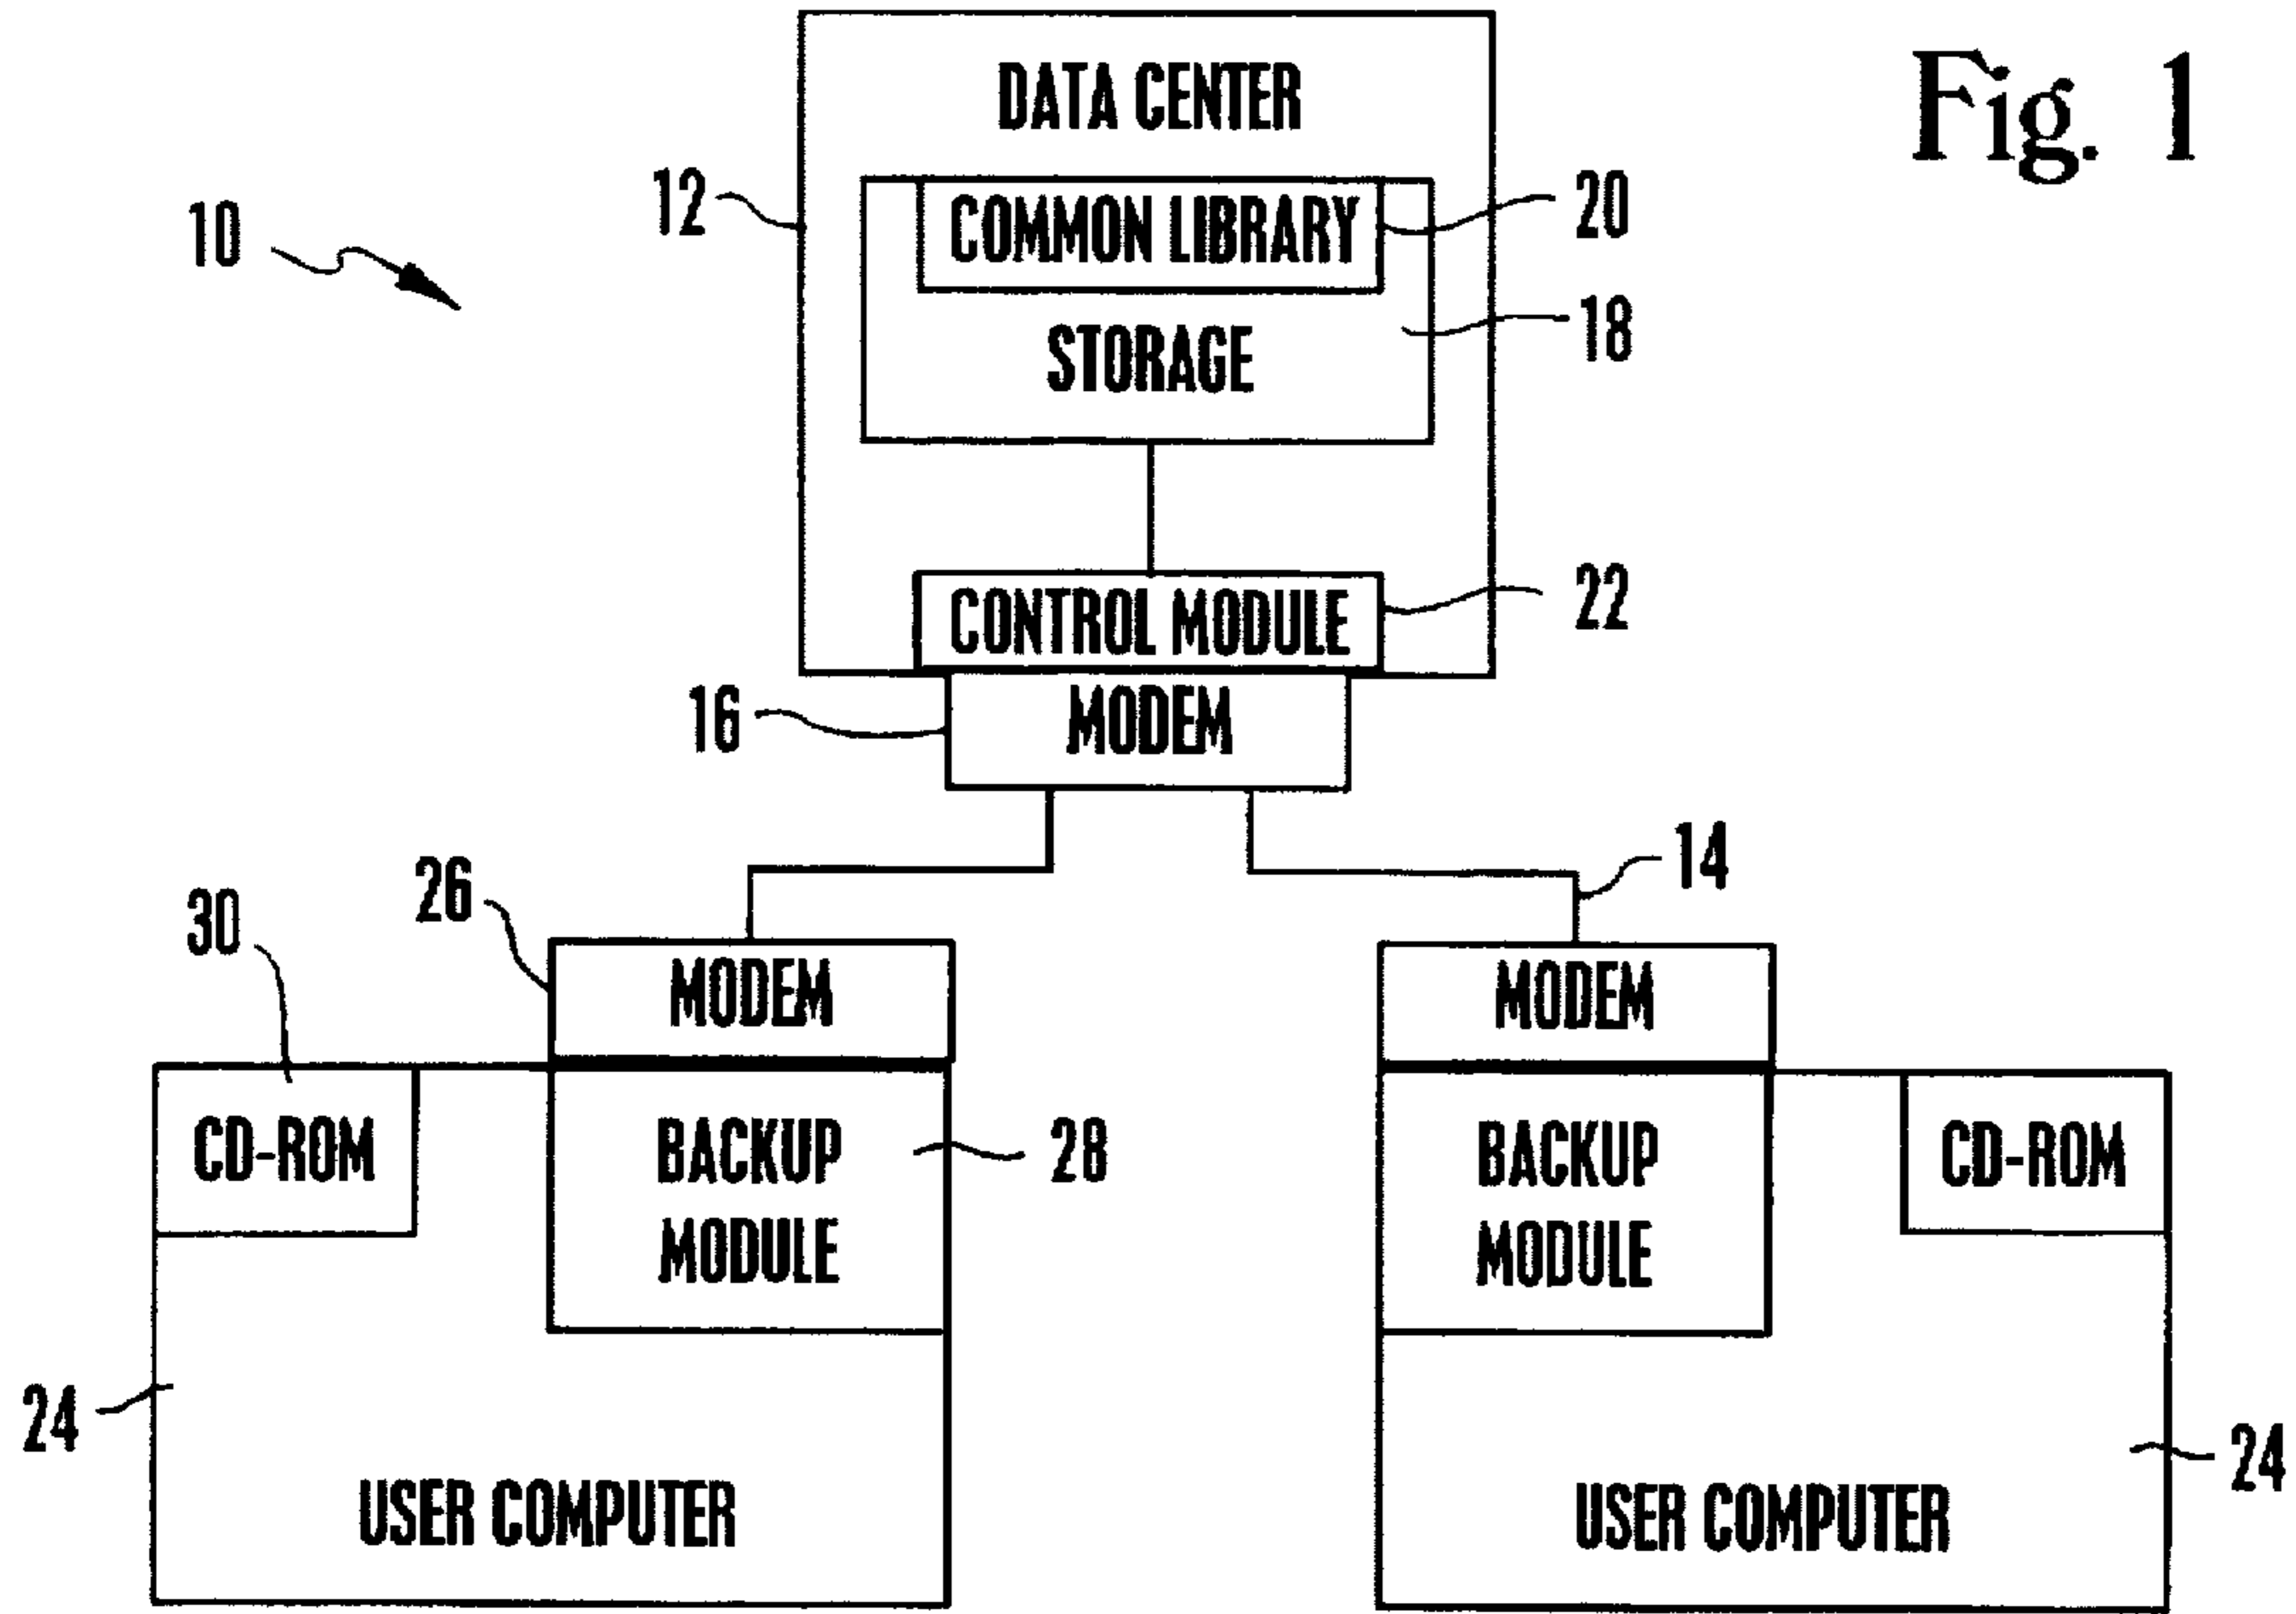 Fig. 1
DATA CENTER
10
12
COMMON LIBRARY
20
STORAGE
18
CONTROL MODULE
22
16
MODEM
14
26
30
MODEM
MODEM
CD-ROM
BACKUP
MODULE
28
BACKUP
MODULE
CD-ROM
24
USER COMPUTER
USER COMPUTER
24